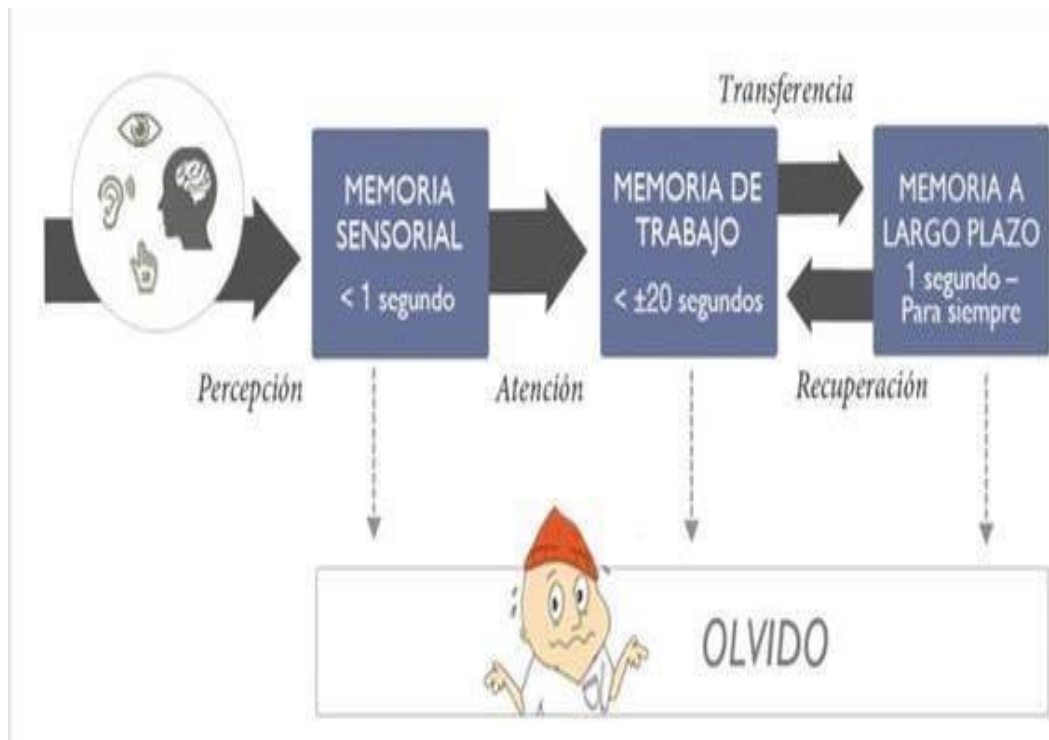 Transferencia
MEMORIA
SENSORIAL
< 1 segundo
MEMORIA DE
TRABAJO
< ±20 segundos
MEMORIA A
LARGO PLAZO
1 segundo –
Para siempre
Percepción
Atención
Recuperación
OLVIDO